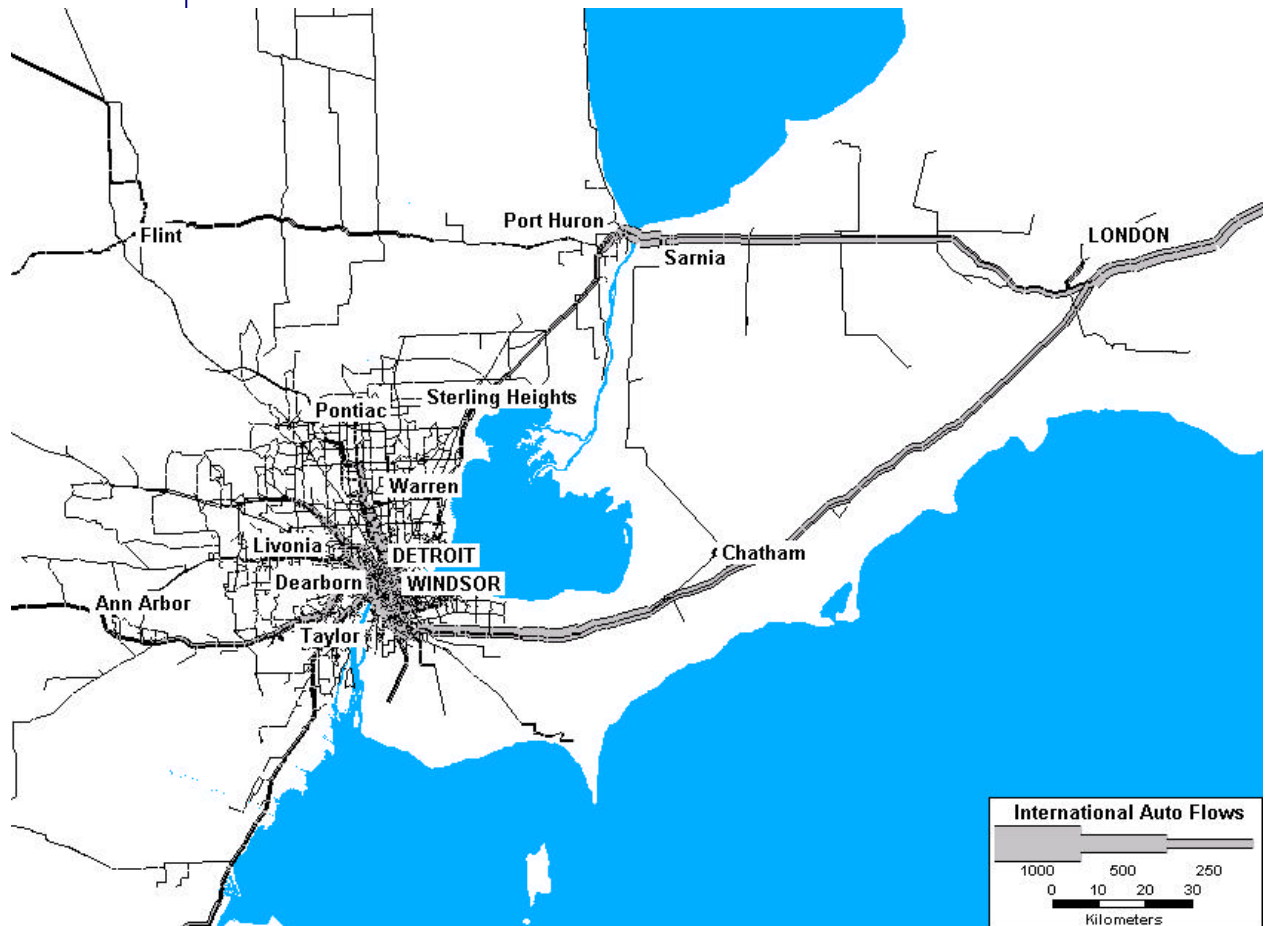 Port Huron
Flint
LONDON
Sarnia
Sterling Heights
Pontiac
Warren
Livonia
DETROIT
Chatham
Dearborn
WINDSOR
Ann Arbor
Taylor
International Auto Flows
1000 500 250
0 10 20 30
Kilometers